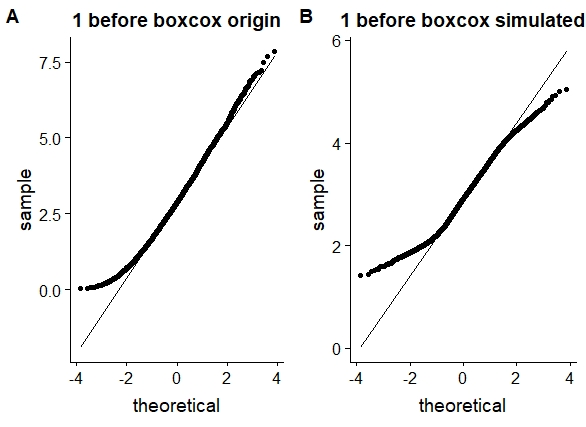 A
1 before boxcox origin
7.5
5.0
2.5
0.0
sample
-4
-2
0
2
4
theoretical
B
1 before boxcox simulated
6
4
2
0
sample
-4
-2
0
2
4
theoretical